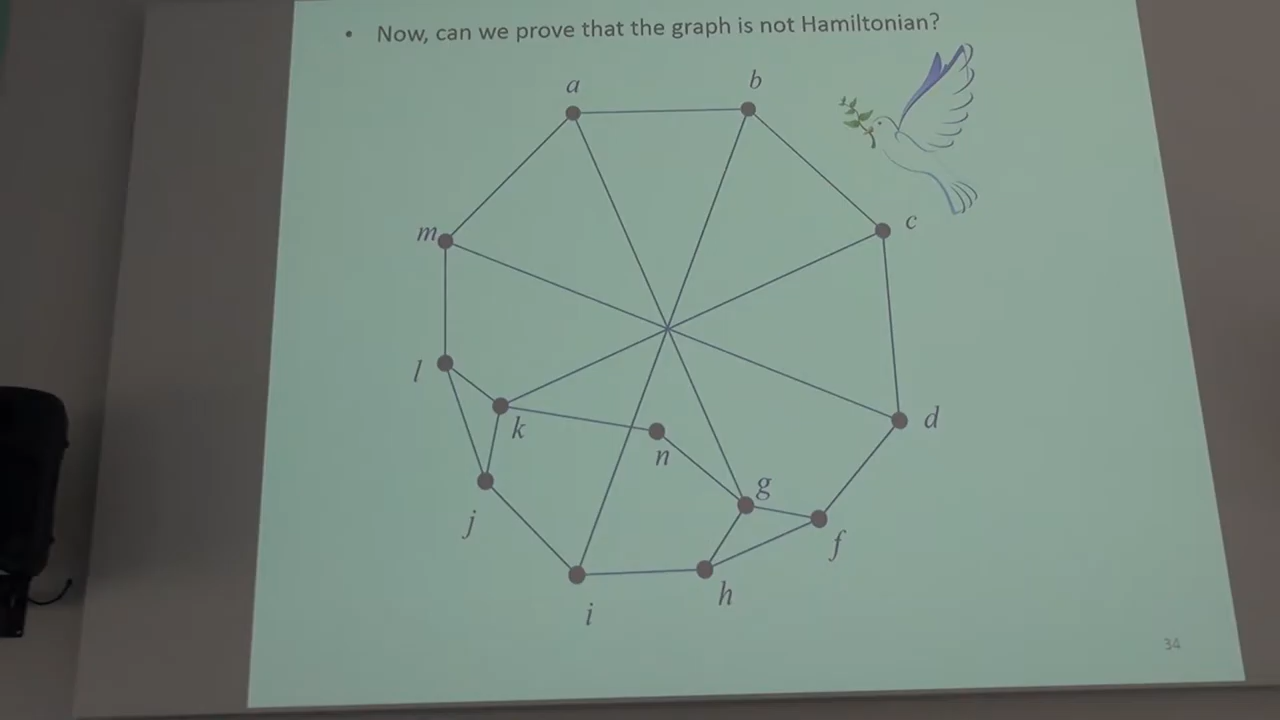 • Now, can we prove that the graph is not Hamiltonian?
a
b
c
m
l
k
d
n
g
j
f
h
i
34